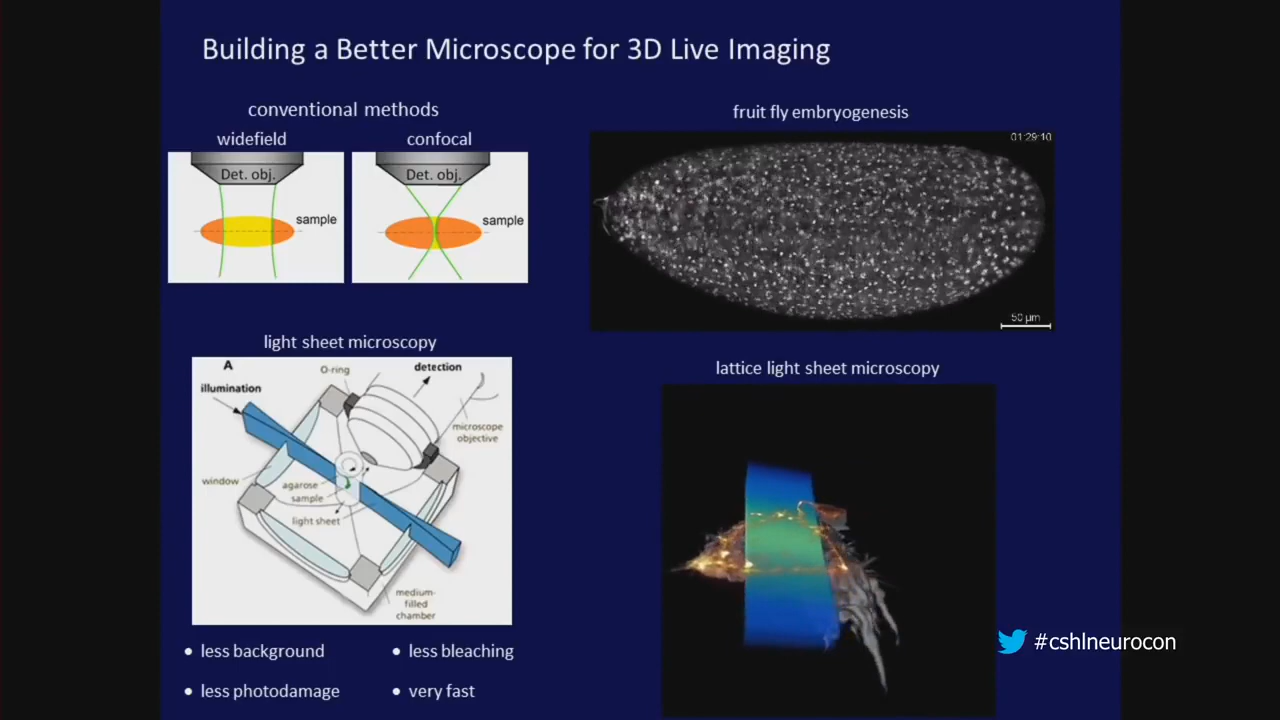 Building a Better Microscope for 3D Live Imaging
conventional methods
widefield
confocal
Det. obj.
sample
Det. obj.
sample
fruit fly embryogenesis
01:29:10
50 µm
light sheet microscopy
A
O-ring
detection
illumination
microscope
objective
window
agarose
sample
light sheet
medium-
filled
chamber
lattice light sheet microscopy
• less background
• less bleaching
• less photodamage
• very fast
#cshlneurocon